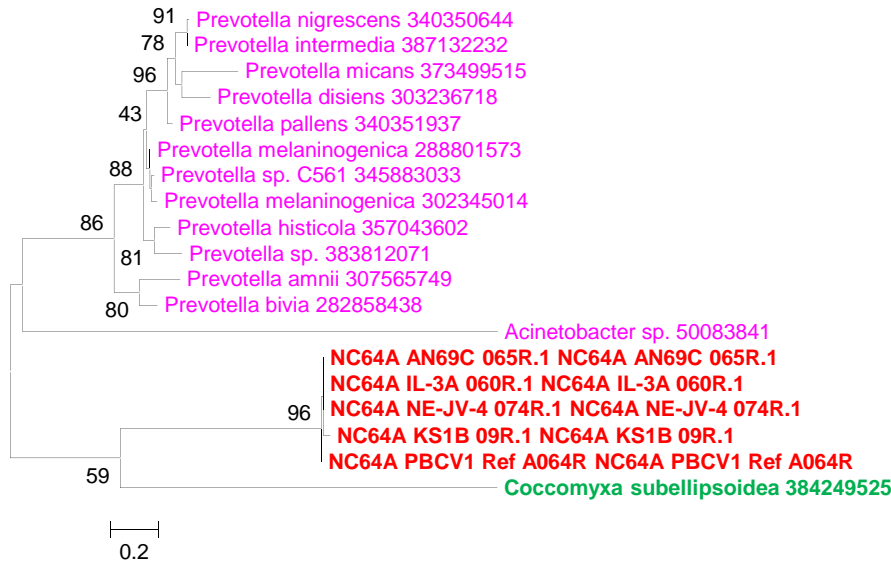 91
Prevotella nigrescens 340350644
78
Prevotella intermedia 387132232
Prevotella micans 373499515
96
Prevotella disiens 303236718
43
Prevotella pallens 340351937
Prevotella melaninogenica 288801573
88
Prevotella sp. C561 345883033
Prevotella melaninogenica 302345014
86
Prevotella histicola 357043602
81
Prevotella sp. 383812071
Prevotella amnii 307565749
80
Prevotella bivia 282858438
Acinetobacter sp. 50083841
NC64A AN69C 065R.1 NC64A AN69C 065R.1
NC64A IL-3A 060R.1 NC64A IL-3A 060R.1
96
NC64A NE-JV-4 074R.1 NC64A NE-JV-4 074R.1
NC64A KS1B 09R.1 NC64A KS1B 09R.1
NC64A PBCV1 Ref A064R NC64A PBCV1 Ref A064R
59
Coccomyxa subellipsoidea 384249525
0.2